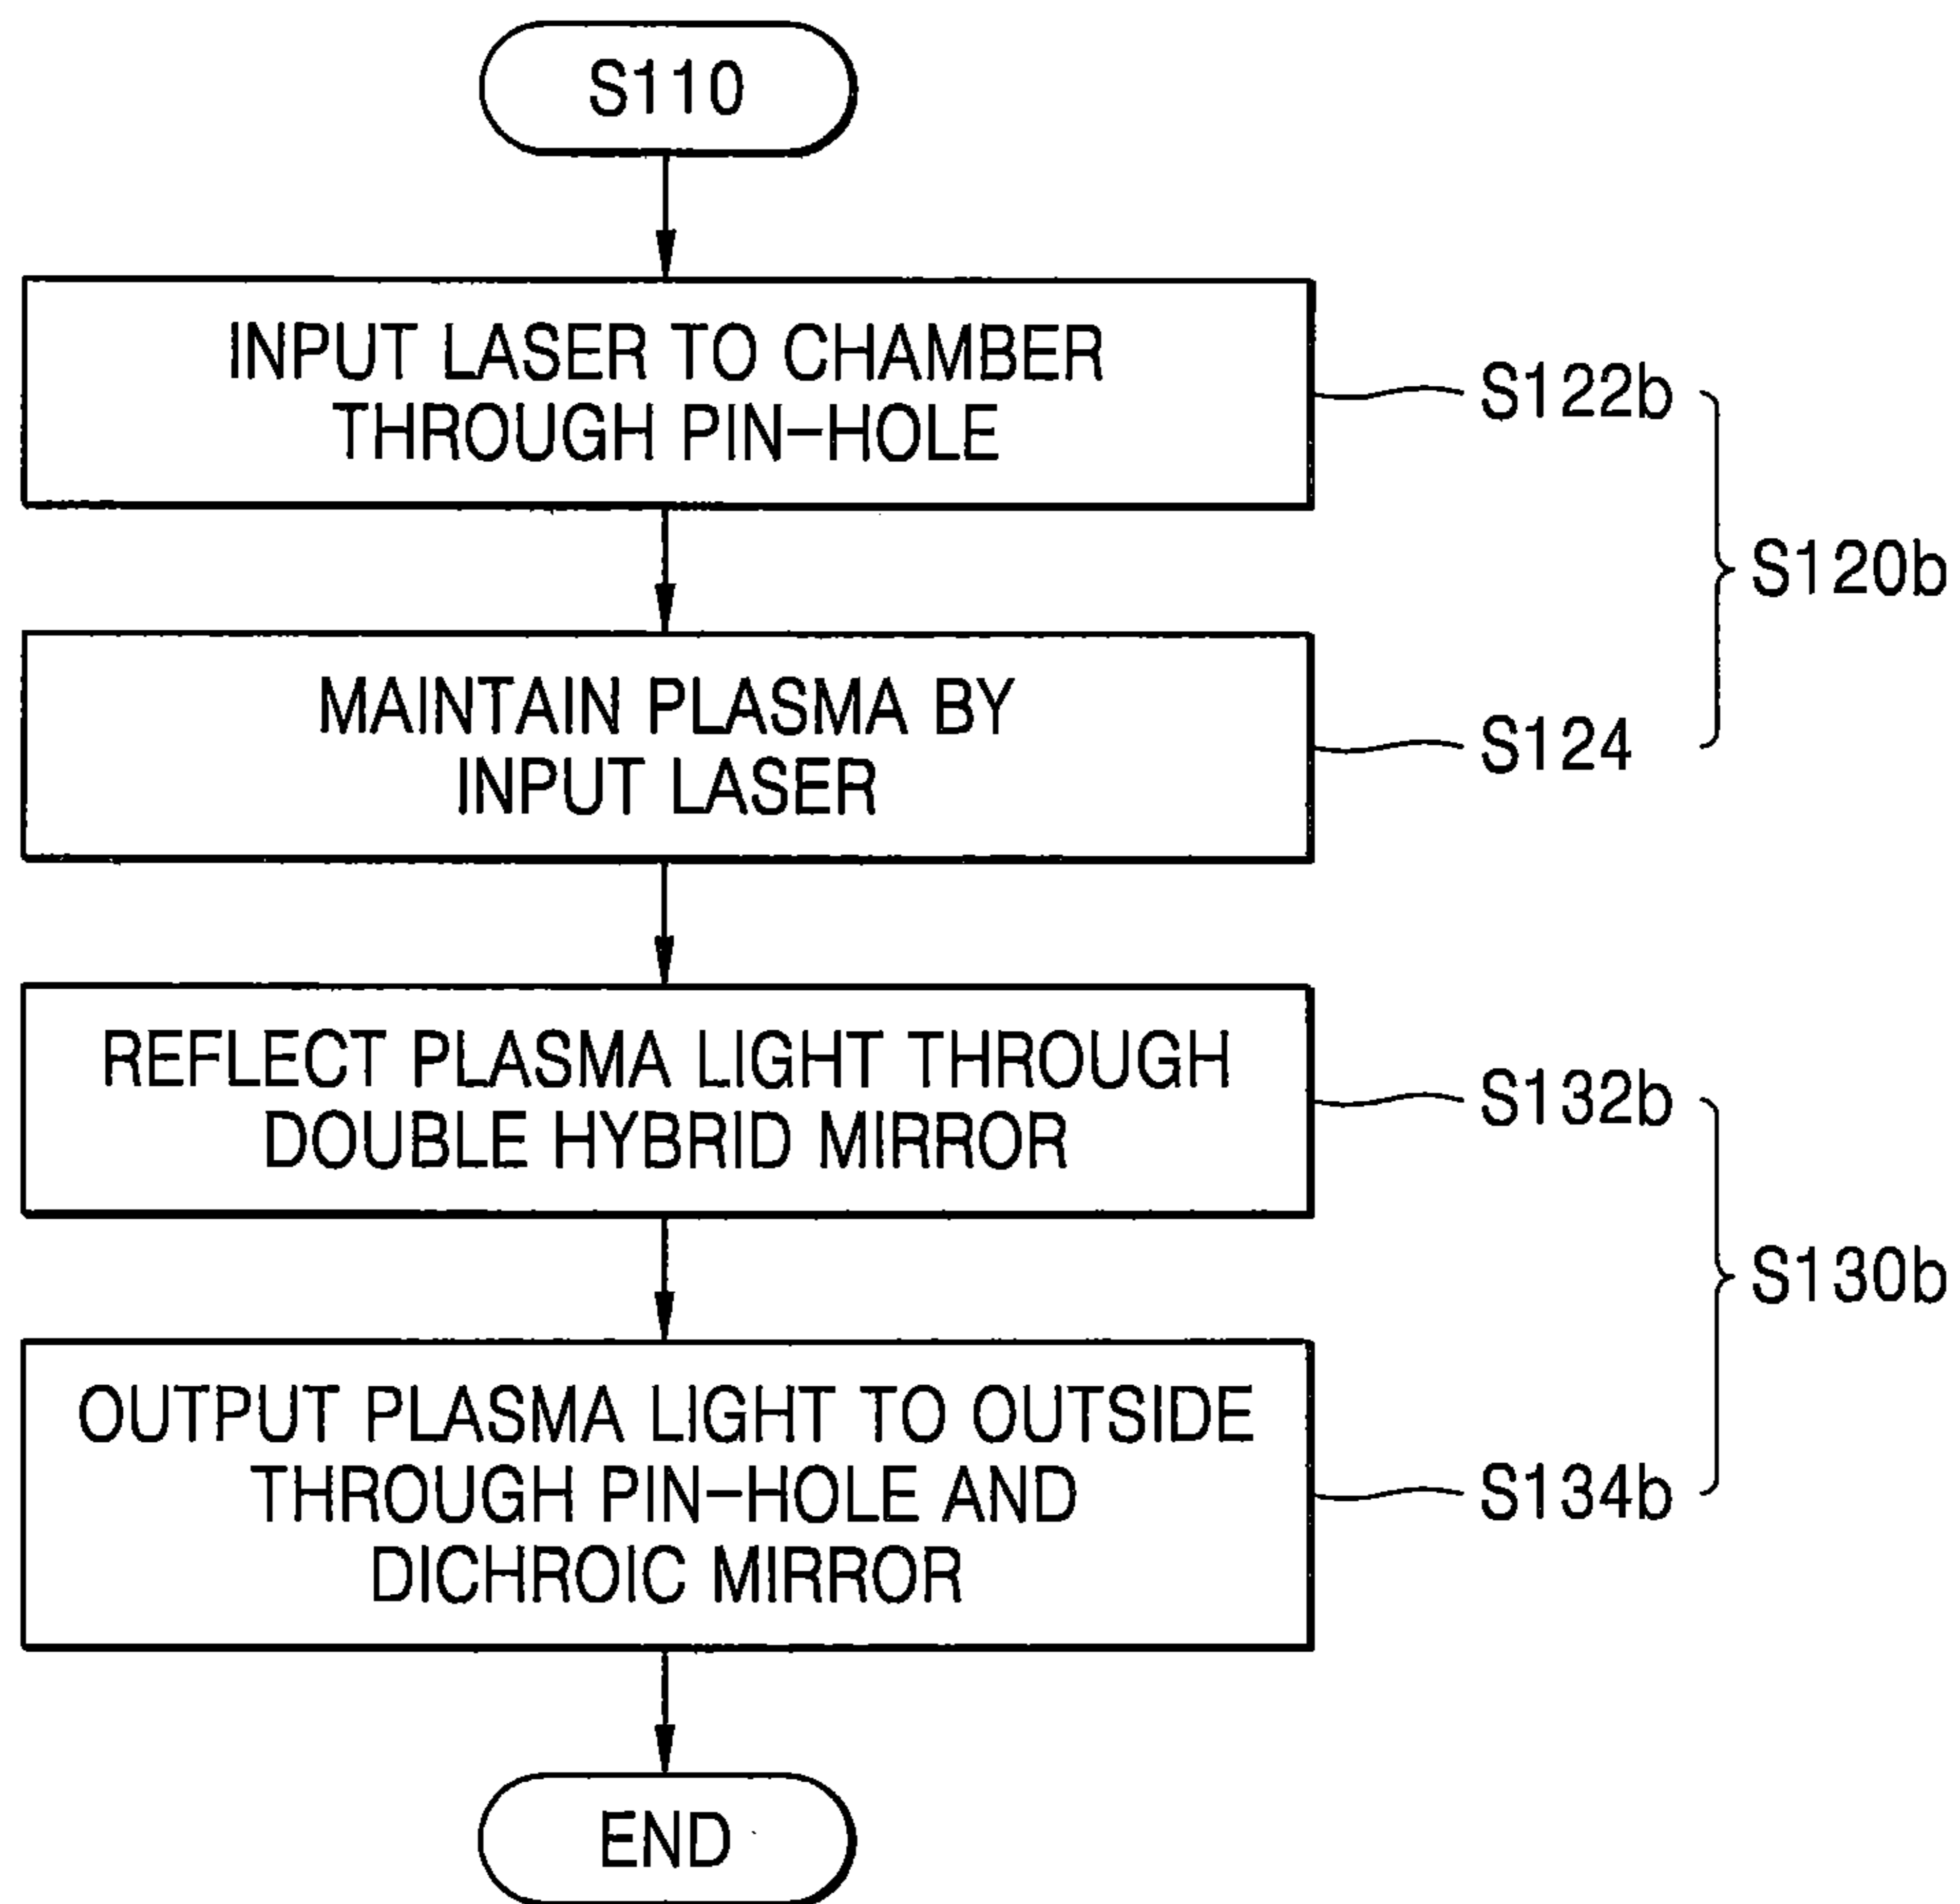 S110
INPUT LASER TO CHAMBER
THROUGH PIN-HOLE
S122b
S120b
MAINTAIN PLASMA BY
INPUT LASER
S124
REFLECT PLASMA LIGHT THROUGH
DOUBLE HYBRID MIRROR
S132b
S130b
OUTPUT PLASMA LIGHT TO OUTSIDE
THROUGH PIN-HOLE AND
DICHROIC MIRROR
S134b
END